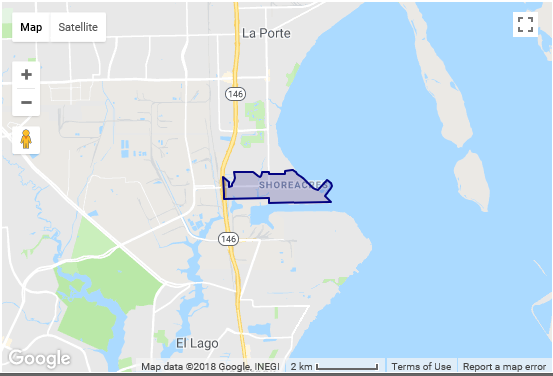 Map Satellite
La Porte
146
SHOREACRES
146
El Lago
Google
Map data ©2018 Google, INEGI 2 km Terms of Use Report a map error